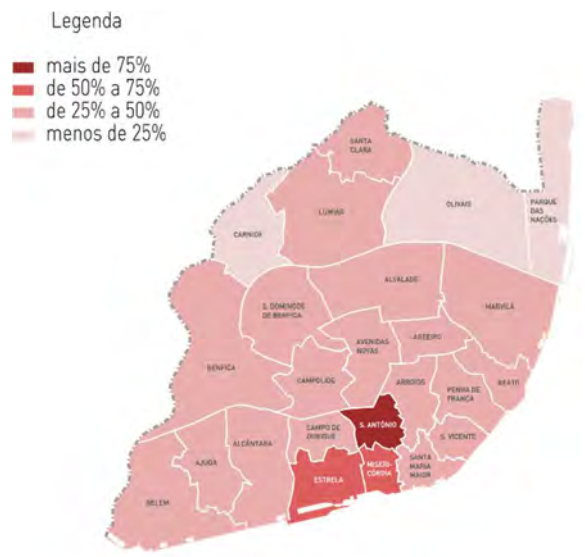 Legenda
mais de 75%
de 50% a 75%
de 25% a 50%
menos de 25%
SANTA
CLARA
LUMIAR
OLIVAIS
PARQUE
DAS
NAÇÕES
CARNIDE
ALVALADE
S. DOMINGOS
DE BENFICA
MARVILA
AVENIDAS
NOVAS
AREEIRO
BENFICA
CAMPOLIDE
ARROIOS
PENHA DE
FRANÇA
BEATO
CAMPO DE
OURIQUE
S. ANTÓNIO
S. VICENTE
ALCÂNTARA
AJUDA
ESTRELA
MISERI-
CÓRDIA
SANTA
MARIA
MAIOR
BELÉM